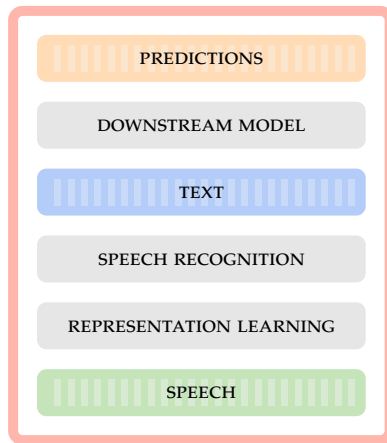 PREDICTIONS
DOWNSTREAM MODEL
TEXT
SPEECH RECOGNITION
REPRESENTATION LEARNING
SPEECH